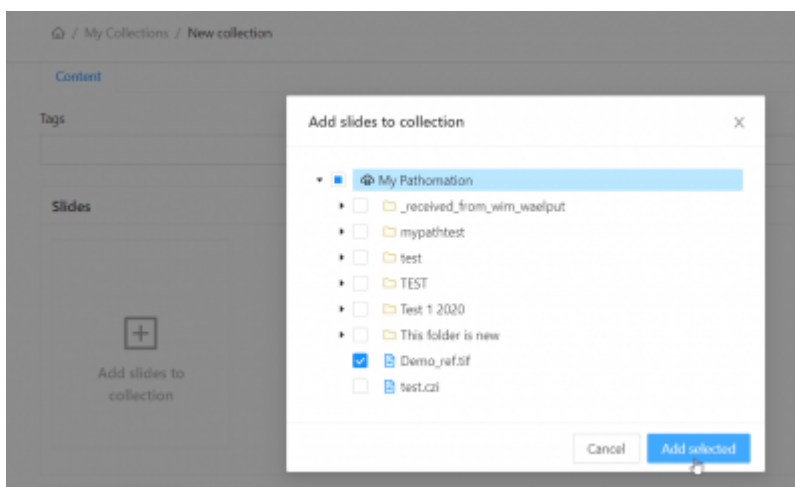 / My Collections / New collection
Content
Tags
Add slides to collection
My Pathomation
Slides
_received_from_wim_waelput
mypathtest
test
TEST
Test 1 2020
This folder is new
Demo_ref.tif
Add slides to
collection
test.czi
Cancel
Add selected